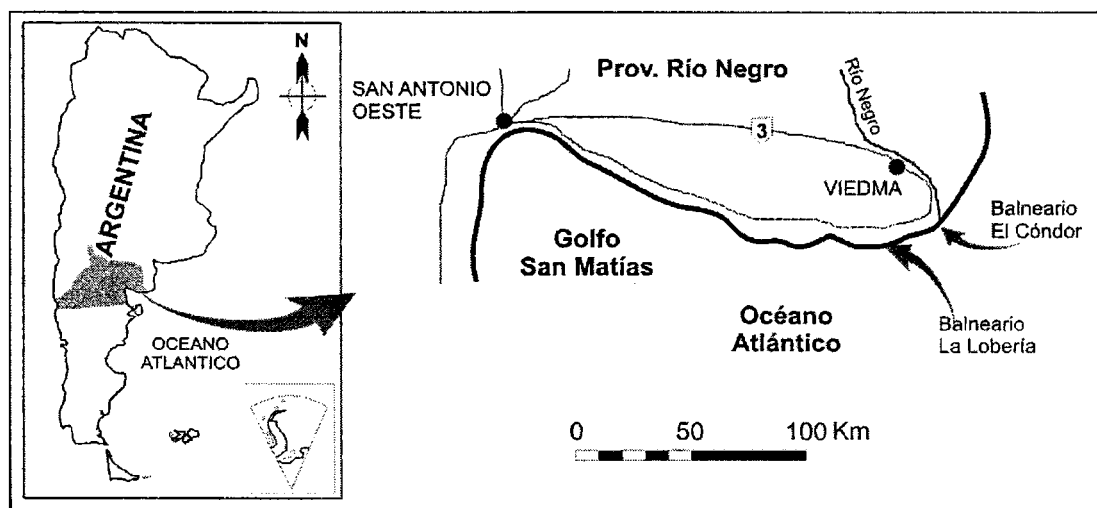 ARGENTINA
N
OCEANO
ATLANTICO
SAN ANTONIO
OESTE
Prov. Río Negro
Río Negro
3
VIEDMA
Balneario
El Cóndor
Golfo
San Matías
Océano
Atlántico
Balneario
La Lobería
0 50 100 Km